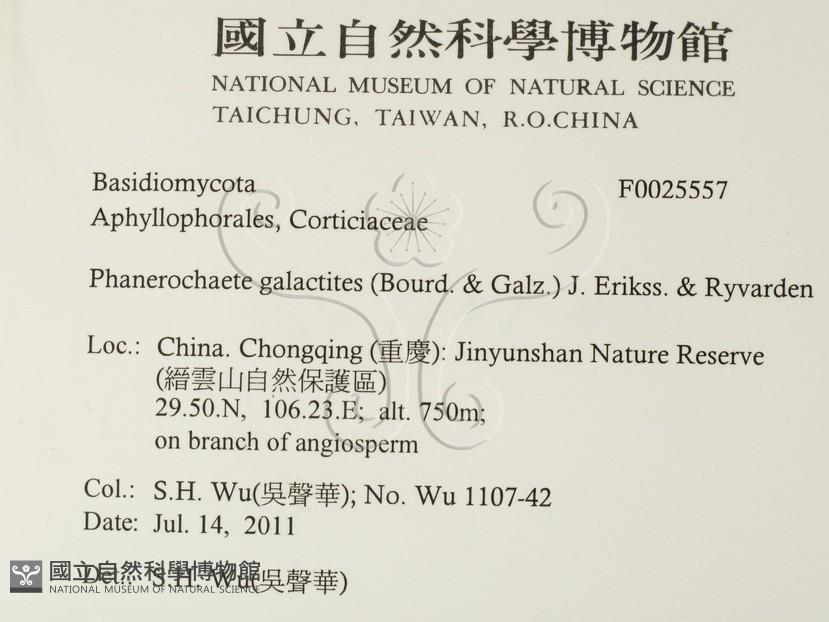 國立自然科學博物館
NATIONAL MUSEUM OF NATURAL SCIENCE
TAICHUNG, TAIWAN, R.O.CHINA
Basidiomycota F0025557
Aphyllophorales, Corticiaceae
Phanerochaete galactites (Bourd. & Galz.) J. Erikss. & Ryvarden
Loc.: China. Chongqing (重慶): Jinyunshan Nature Reserve
(縉雲山自然保護區)
29.50.N, 106.23.E; alt. 750m;
on branch of angiosperm
Col.: S.H. Wu(吳聲華); No. Wu 1107-42
Date: Jul. 14, 2011
Det.: S.H. Wu(吳聲華)
國立自然科學博物館
NATIONAL MUSEUM OF NATURAL SCIENCE